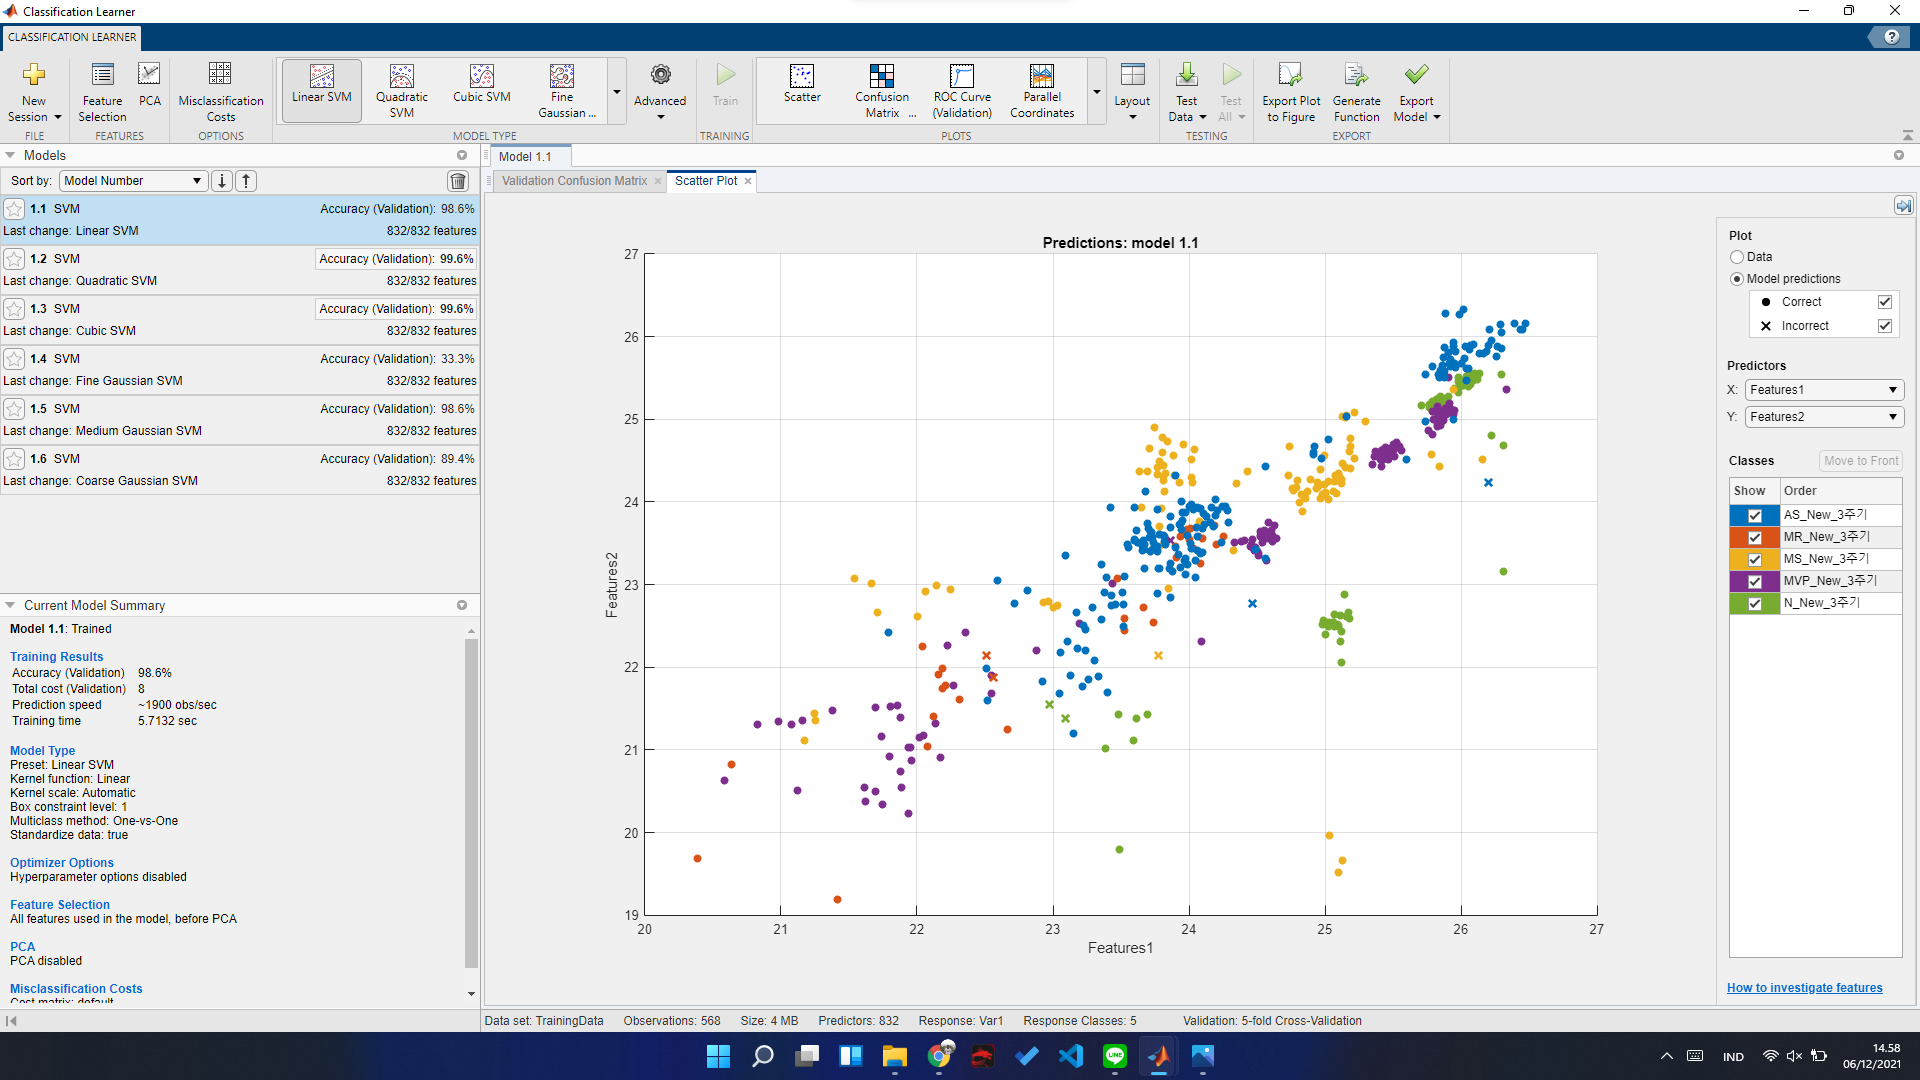 Classification Learner
CLASSIFICATION LEARNER
New Session
Feature Selection
PCA
Misclassification Costs
Linear SVM
Quadratic SVM
Cubic SVM
Fine Gaussian ...
Advanced
Train
Scatter
Confusion Matrix ...
ROC Curve (Validation)
Parallel Coordinates
Layout
Test Data
Test All
Export Plot to Figure
Generate Function
Export Model
FILE
FEATURES
OPTIONS
MODEL TYPE
TRAINING
PLOTS
TESTING
EXPORT
Models
Sort by: Model Number
1.1 SVM Accuracy (Validation): 98.6%
Last change: Linear SVM 832/832 features
1.2 SVM Accuracy (Validation): 99.6%
Last change: Quadratic SVM 832/832 features
1.3 SVM Accuracy (Validation): 99.6%
Last change: Cubic SVM 832/832 features
1.4 SVM Accuracy (Validation): 33.3%
Last change: Fine Gaussian SVM 832/832 features
1.5 SVM Accuracy (Validation): 98.6%
Last change: Medium Gaussian SVM 832/832 features
1.6 SVM Accuracy (Validation): 89.4%
Last change: Coarse Gaussian SVM 832/832 features
Current Model Summary
Model 1.1: Trained
Training Results
Accuracy (Validation) 98.6%
Total cost (Validation) 8
Prediction speed ~1900 obs/sec
Training time 5.7132 sec
Model Type
Preset: Linear SVM
Kernel function: Linear
Kernel scale: Automatic
Box constraint level: 1
Multiclass method: One-vs-One
Standardize data: true
Optimizer Options
Hyperparameter options disabled
Feature Selection
All features used in the model, before PCA
PCA
PCA disabled
Misclassification Costs
Cost matrix: default
Model 1.1
Validation Confusion Matrix
Scatter Plot
Predictions: model 1.1
27
26
25
24
23
22
21
20
19
Features2
20 21 22 23 24 25 26 27
Features1
Plot
Data
Model predictions
Correct
Incorrect
Predictors
X: Features1
Y: Features2
Classes
Move to Front
Show Order
AS_New_3주기
MR_New_3주기
MS_New_3주기
MVP_New_3주기
N_New_3주기
How to investigate features
Data set: TrainingData Observations: 568 Size: 4 MB Predictors: 832 Response: Var1 Response Classes: 5 Validation: 5-fold Cross-Validation
LINE
IND
14.58
06/12/2021